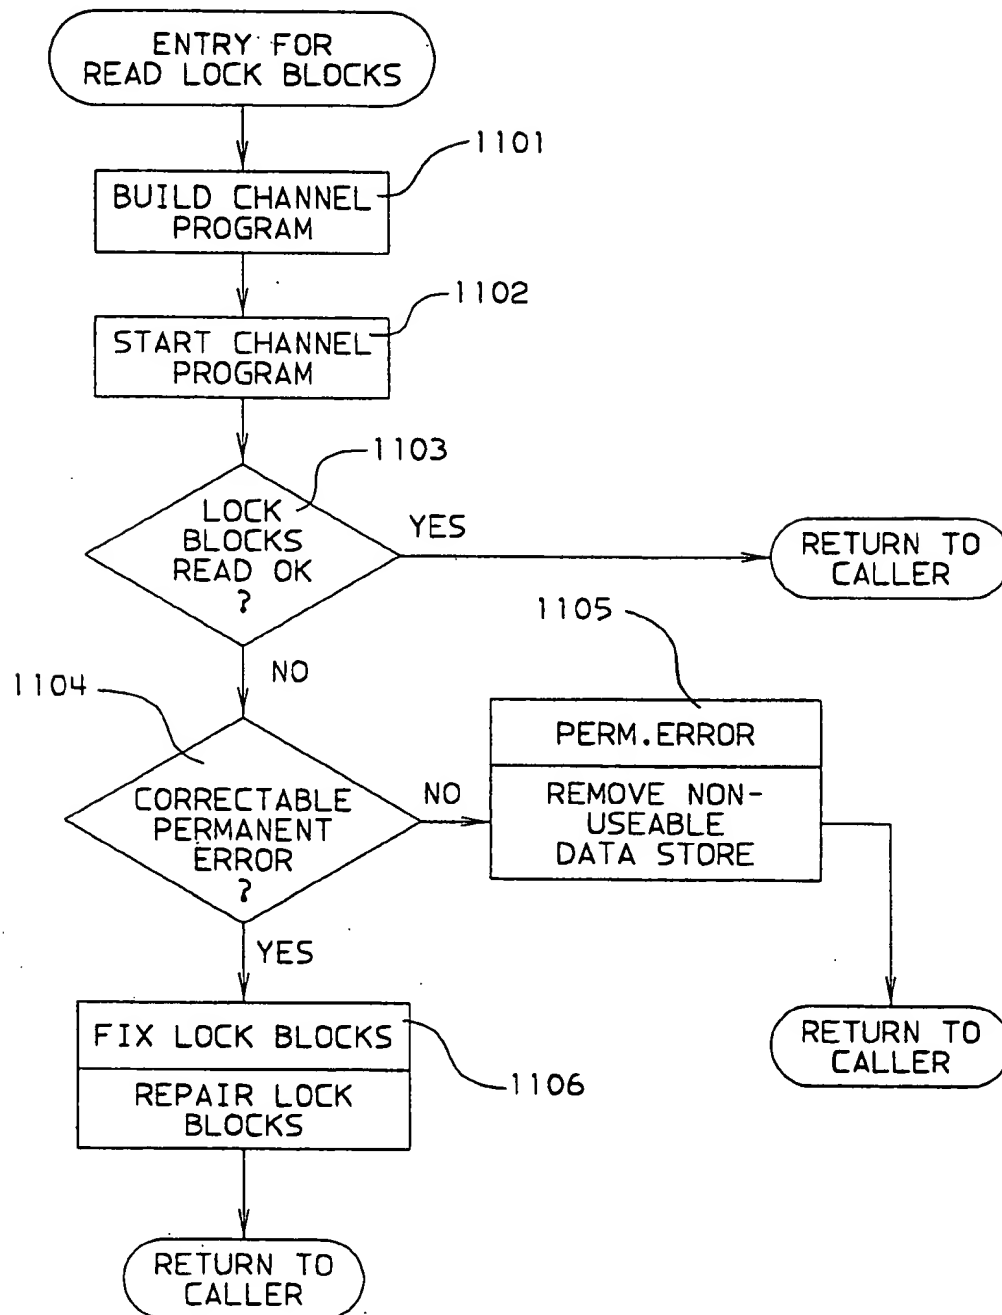 ENTRY FOR
READ LOCK BLOCKS
1101
BUILD CHANNEL
PROGRAM
1102
START CHANNEL
PROGRAM
1103
LOCK
BLOCKS
READ OK
?
YES
RETURN TO
CALLER
NO
1104
CORRECTABLE
PERMANENT
ERROR
?
NO
1105
PERM.ERROR
REMOVE NON-
USEABLE
DATA STORE
RETURN TO
CALLER
YES
FIX LOCK BLOCKS
REPAIR LOCK
BLOCKS
1106
RETURN TO
CALLER